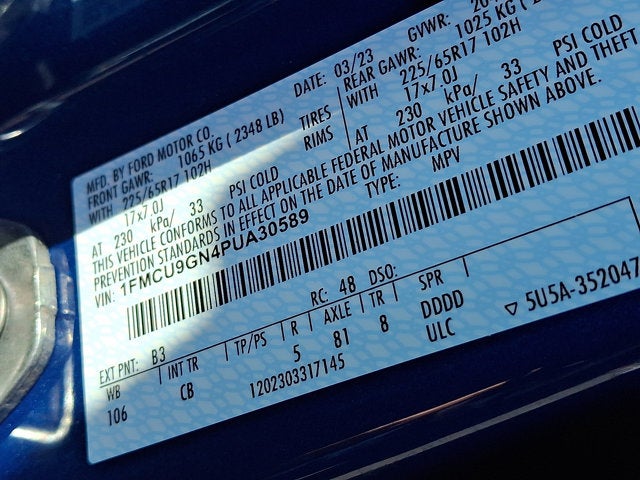 MFD. BY FORD MOTOR CO. DATE: 03/23 GVWR:
FRONT GAWR: 1065 KG ( 2348 LB) REAR GAWR: 1025 KG
WITH 225/65R17 102H TIRES WITH 225/65R17 102H
17x7.0J RIMS 17x7.0J
AT 230 kPa/ 33 PSI COLD AT 230 kPa/ 33 PSI COLD
THIS VEHICLE CONFORMS TO ALL APPLICABLE FEDERAL MOTOR VEHICLE SAFETY AND THEFT
PREVENTION STANDARDS IN EFFECT ON THE DATE OF MANUFACTURE SHOWN ABOVE.
VIN: 1FMCU9GN4PUA30589 TYPE: MPV
RC: 48 DSO:
EXT PNT: B3
WB INT TR TP/PS R AXLE TR SPR
106 CB 5 81 8 DDDD
1202303317145 ULC ▽ 5U5A-352047